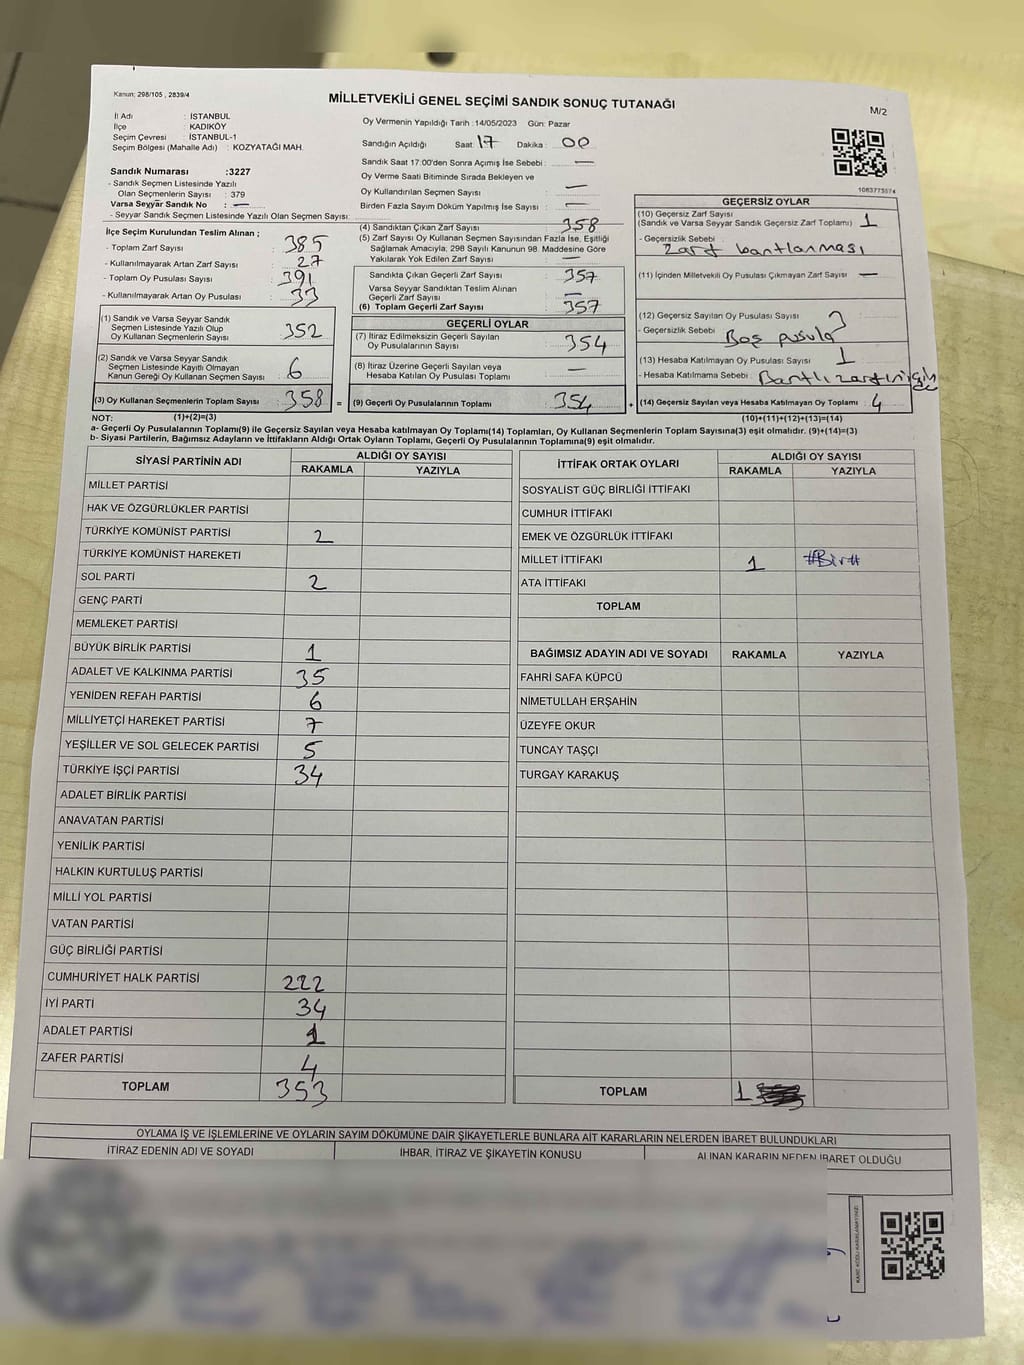 Kanun; 298/105 , 2839/4
MİLLETVEKİLİ GENEL SEÇİMİ SANDIK SONUÇ TUTANAĞI
M/2
İl Adı : İSTANBUL
İlçe : KADIKÖY
Seçim Çevresi : İSTANBUL-1
Seçim Bölgesi (Mahalle Adı) : KOZYATAĞI MAH.
Sandık Numarası :3227
- Sandık Seçmen Listesinde Yazılı
Olan Seçmenlerin Sayısı : 379
Varsa Seyyar Sandık No : —
- Seyyar Sandık Seçmen Listesinde Yazılı Olan Seçmen Sayısı:
Oy Vermenin Yapıldığı Tarih :14/05/2023 Gün: Pazar
Sandığın Açıldığı Saat: 17 Dakika : 00
Sandık Saat 17:00'den Sonra Açımış İse Sebebi : —
Oy Verme Saati Bitiminde Sırada Bekleyen ve
Oy Kullandırılan Seçmen Sayısı : —
Birden Fazla Sayım Döküm Yapılmış İse Sayısı : —
1083775574
İlçe Seçim Kurulundan Teslim Alınan ;
- Toplam Zarf Sayısı : 385
- Kullanılmayarak Artan Zarf Sayısı : 27
- Toplam Oy Pusulası Sayısı : 391
- Kullanılmayarak Artan Oy Pusulası : 33
(1) Sandık ve Varsa Seyyar Sandık
Seçmen Listesinde Yazılı Olup
Oy Kullanan Seçmenlerin Sayısı : 352
(2) Sandık ve Varsa Seyyar Sandık
Seçmen Listesinde Kayıtlı Olmayan
Kanun Gereği Oy Kullanan Seçmen Sayısı : 6
(3) Oy Kullanan Seçmenlerin Toplam Sayısı : 358 =
(4) Sandıktan Çıkan Zarf Sayısı : 358
(5) Zarf Sayısı Oy Kullanan Seçmen Sayısından Fazla İse, Eşitliği
Sağlamak Amacıyla, 298 Sayılı Kanunun 98. Maddesine Göre
Yakılarak Yok Edilen Zarf Sayısı : —
Sandıkta Çıkan Geçerli Zarf Sayısı : 357
Varsa Seyyar Sandıktan Teslim Alınan
Geçerli Zarf Sayısı : —
(6) Toplam Geçerli Zarf Sayısı : 357
GEÇERLİ OYLAR
(7) İtiraz Edilmeksizin Geçerli Sayılan
Oy Pusulalarının Sayısı : 354
(8) İtiraz Üzerine Geçerli Sayılan veya
Hesaba Katılan Oy Pusulası Toplamı : —
(9) Geçerli Oy Pusulalarının Toplamı : 354 +
GEÇERSİZ OYLAR
(10) Geçersiz Zarf Sayısı
(Sandık ve Varsa Seyyar Sandık Geçersiz Zarf Toplamı) : 1
- Geçersizlik Sebebi :
Zarf bantlanması
(11) İçinden Milletvekili Oy Pusulası Çıkmayan Zarf Sayısı : —
(12) Geçersiz Sayılan Oy Pusulası Sayısı :
- Geçersizlik Sebebi : Boş pusula
(13) Hesaba Katılmayan Oy Pusulası Sayısı : 1
- Hesaba Katılmama Sebebi : Bantlı zarfın için
(14) Geçersiz Sayılan veya Hesaba Katılmayan Oy Toplamı : 4
NOT: (1)+(2)=(3)
(10)+(11)+(12)+(13)=(14)
a- Geçerli Oy Pusulalarının Toplamı(9) ile Geçersiz Sayılan veya Hesaba katılmayan Oy Toplamı(14) Toplamları, Oy Kullanan Seçmenlerin Toplam Sayısına(3) eşit olmalıdır. (9)+(14)=(3)
b- Siyasi Partilerin, Bağımsız Adayların ve İttifakların Aldığı Ortak Oyların Toplamı, Geçerli Oy Pusulalarının Toplamına(9) eşit olmalıdır.
SİYASİ PARTİNİN ADI ALDIĞI OY SAYISI
RAKAMLA YAZIYLA
MİLLET PARTİSİ
HAK VE ÖZGÜRLÜKLER PARTİSİ
TÜRKİYE KOMÜNİST PARTİSİ 2
TÜRKİYE KOMÜNİST HAREKETİ
SOL PARTİ 2
GENÇ PARTİ
MEMLEKET PARTİSİ
BÜYÜK BİRLİK PARTİSİ 1
ADALET VE KALKINMA PARTİSİ 35
YENİDEN REFAH PARTİSİ 6
MİLLİYETÇİ HAREKET PARTİSİ 7
YEŞİLLER VE SOL GELECEK PARTİSİ 5
TÜRKİYE İŞÇİ PARTİSİ 34
ADALET BİRLİK PARTİSİ
ANAVATAN PARTİSİ
YENİLİK PARTİSİ
HALKIN KURTULUŞ PARTİSİ
MİLLİ YOL PARTİSİ
VATAN PARTİSİ
GÜÇ BİRLİĞİ PARTİSİ
CUMHURİYET HALK PARTİSİ 222
İYİ PARTİ 34
ADALET PARTİSİ 1
ZAFER PARTİSİ 4
TOPLAM 353
İTTİFAK ORTAK OYLARI ALDIĞI OY SAYISI
RAKAMLA YAZIYLA
SOSYALİST GÜÇ BİRLİĞİ İTTİFAKI
CUMHUR İTTİFAKI
EMEK VE ÖZGÜRLÜK İTTİFAKI
MİLLET İTTİFAKI 1 #Bir#
ATA İTTİFAKI
TOPLAM
BAĞIMSIZ ADAYIN ADI VE SOYADI RAKAMLA YAZIYLA
FAHRİ SAFA KÜPCÜ
NİMETULLAH ERŞAHİN
ÜZEYFE OKUR
TUNCAY TAŞÇI
TURGAY KARAKUŞ
TOPLAM 1
OYLAMA İŞ VE İŞLEMLERİNE VE OYLARIN SAYIM DÖKÜMÜNE DAİR ŞİKAYETLERLE BUNLARA AİT KARARLARIN NELERDEN İBARET BULUNDUKLARI
İTİRAZ EDENİN ADI VE SOYADI İHBAR, İTİRAZ VE ŞİKAYETİN KONUSU ALINAN KARARIN NEDEN İBARET OLDUĞU